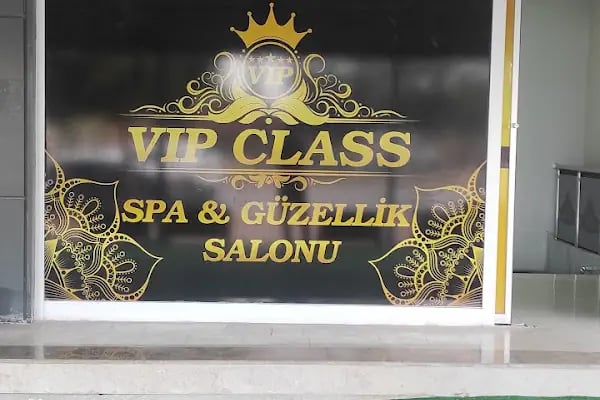 VIP
VIP CLASS
SPA & GÜZELLİK
SALONU